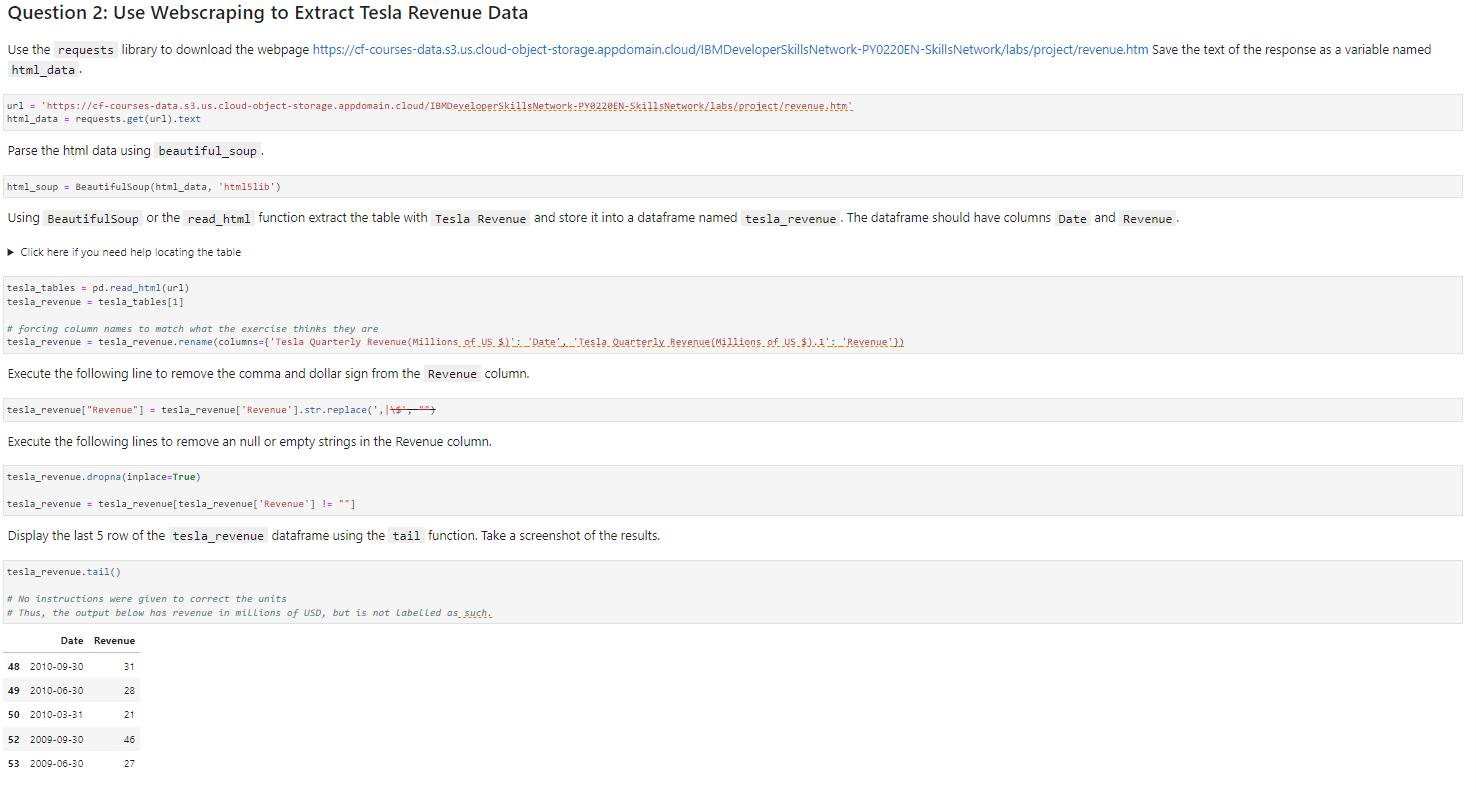 Question 2: Use Webscraping to Extract Tesla Revenue Data
Use the requests library to download the webpage https://cf-courses-data.s3.us.cloud-object-storage.appdomain.cloud/IBMDeveloperSkillsNetwork-PY0220EN-SkillsNetwork/labs/project/revenue.htm Save the text of the response as a variable named
html_data.
url = 'https://cf-courses-data.s3.us.cloud-object-storage.appdomain.cloud/IBMDeveloperSkillsNetwork-PY0220EN-SkillsNetwork/labs/project/revenue.htm'
html_data = requests.get(url).text
Parse the html data using beautiful_soup.
html_soup = BeautifulSoup(html_data, 'html5lib')
Using BeautifulSoup or the read_html function extract the table with Tesla Revenue and store it into a dataframe named tesla_revenue. The dataframe should have columns Date and Revenue.
▶ Click here if you need help locating the table
tesla_tables = pd.read_html(url)
tesla_revenue = tesla_tables[1]
# forcing column names to match what the exercise thinks they are
tesla_revenue = tesla_revenue.rename(columns={'Tesla Quarterly Revenue(Millions of US $)': 'Date', 'Tesla Quarterly Revenue(Millions of US $).1': 'Revenue'})
Execute the following line to remove the comma and dollar sign from the Revenue column.
tesla_revenue["Revenue"] = tesla_revenue['Revenue'].str.replace(',|\$', "")
Execute the following lines to remove an null or empty strings in the Revenue column.
tesla_revenue.dropna(inplace=True)
tesla_revenue = tesla_revenue[tesla_revenue['Revenue'] != ""]
Display the last 5 row of the tesla_revenue dataframe using the tail function. Take a screenshot of the results.
tesla_revenue.tail()
# No instructions were given to correct the units
# Thus, the output below has revenue in millions of USD, but is not labelled as such.
Date Revenue
48 2010-09-30 31
49 2010-06-30 28
50 2010-03-31 21
52 2009-09-30 46
53 2009-06-30 27